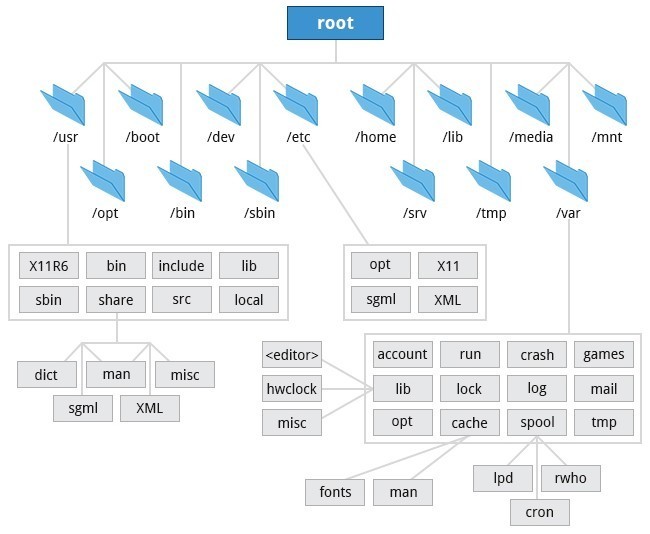 root
/usr /boot /dev /etc /home /lib /media /mnt
/opt /bin /sbin /srv /tmp /var
X11R6 bin include lib
sbin share src local
opt X11
sgml XML
dict man misc
sgml XML
<editor>
hwclock
misc
account run crash games
lib lock log mail
opt cache spool tmp
fonts man
lpd rwho
cron